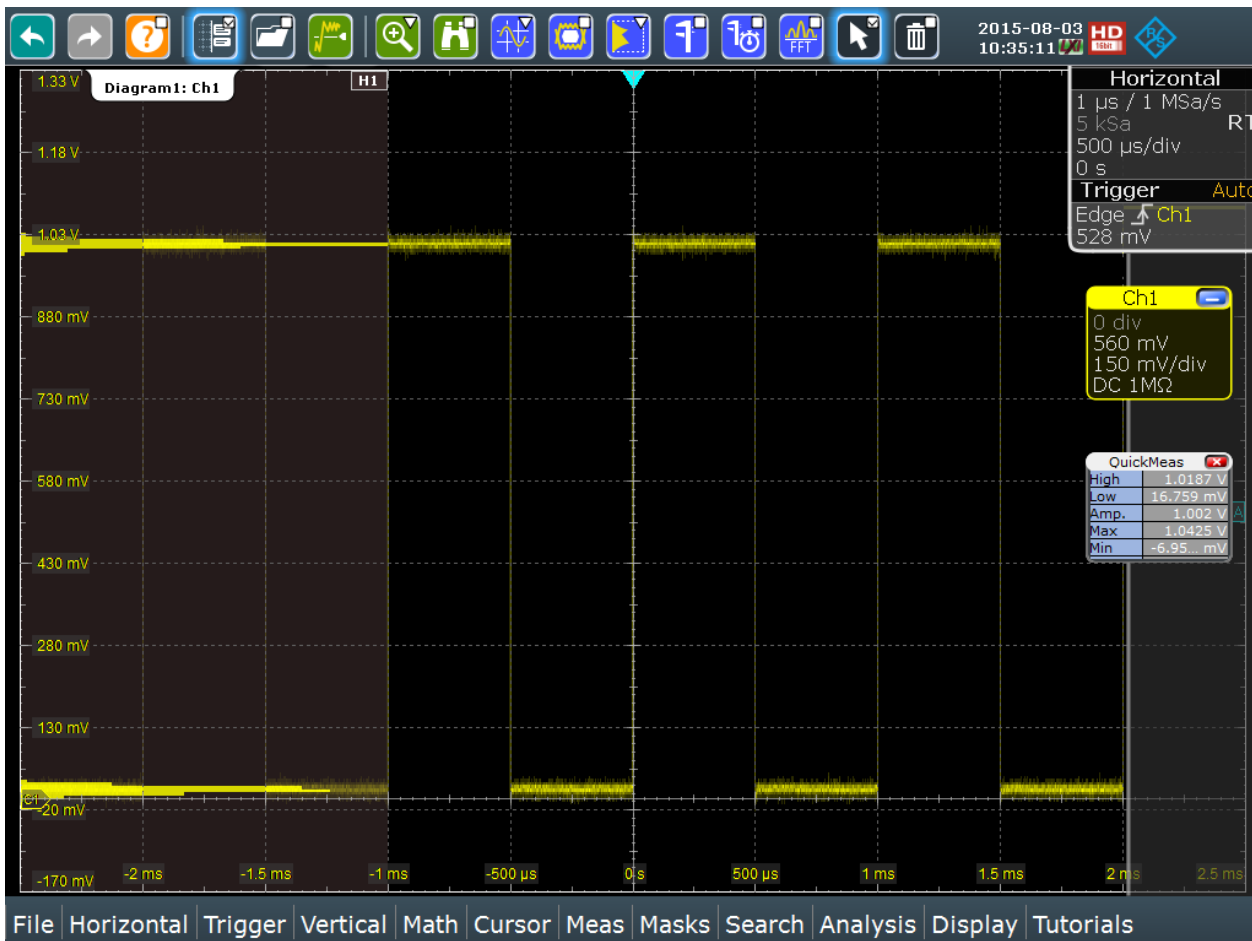 FFT
2015-08-03
10:35:11
HD
16bit
R&S
1.33 V
Diagram1: Ch1
H1
1.18 V
1.03 V
880 mV
730 mV
580 mV
430 mV
280 mV
130 mV
C1
-20 mV
-170 mV
-2 ms
-1.5 ms
-1 ms
-500 µs
0 s
500 µs
1 ms
1.5 ms
2 ms
2.5 ms
Horizontal
1 µs / 1 MSa/s
5 kSa RT
500 µs/div
0 s
Trigger Auto
Edge Ch1
528 mV
Ch1
0 div
560 mV
150 mV/div
DC 1MΩ
QuickMeas
High 1.0187 V
Low 16.759 mV
Amp. 1.002 V
Max 1.0425 V
Min -6.95... mV
A
File Horizontal Trigger Vertical Math Cursor Meas Masks Search Analysis Display Tutorials